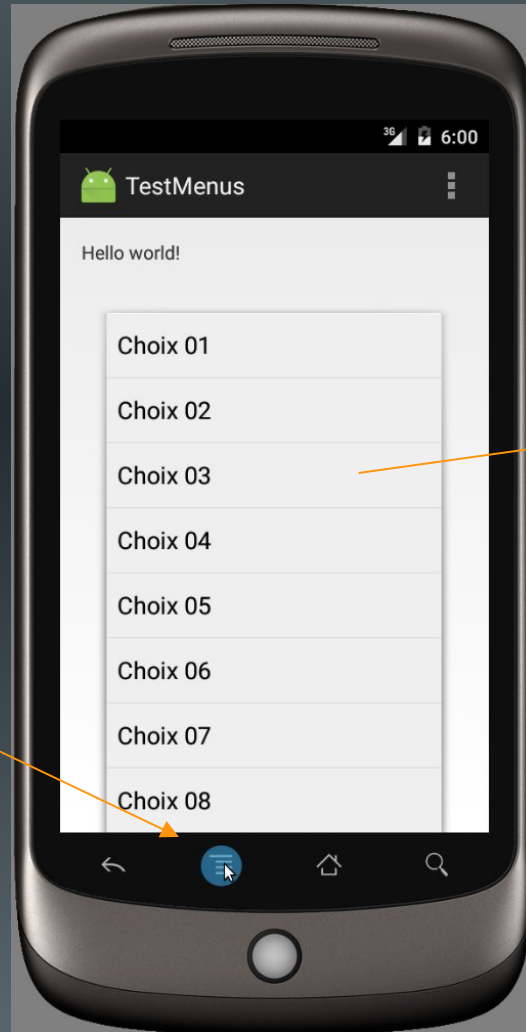 3G 6:00
TestMenus
Hello world!
Choix 01
Choix 02
Choix 03
Choix 04
Choix 05
Choix 06
Choix 07
Choix 08